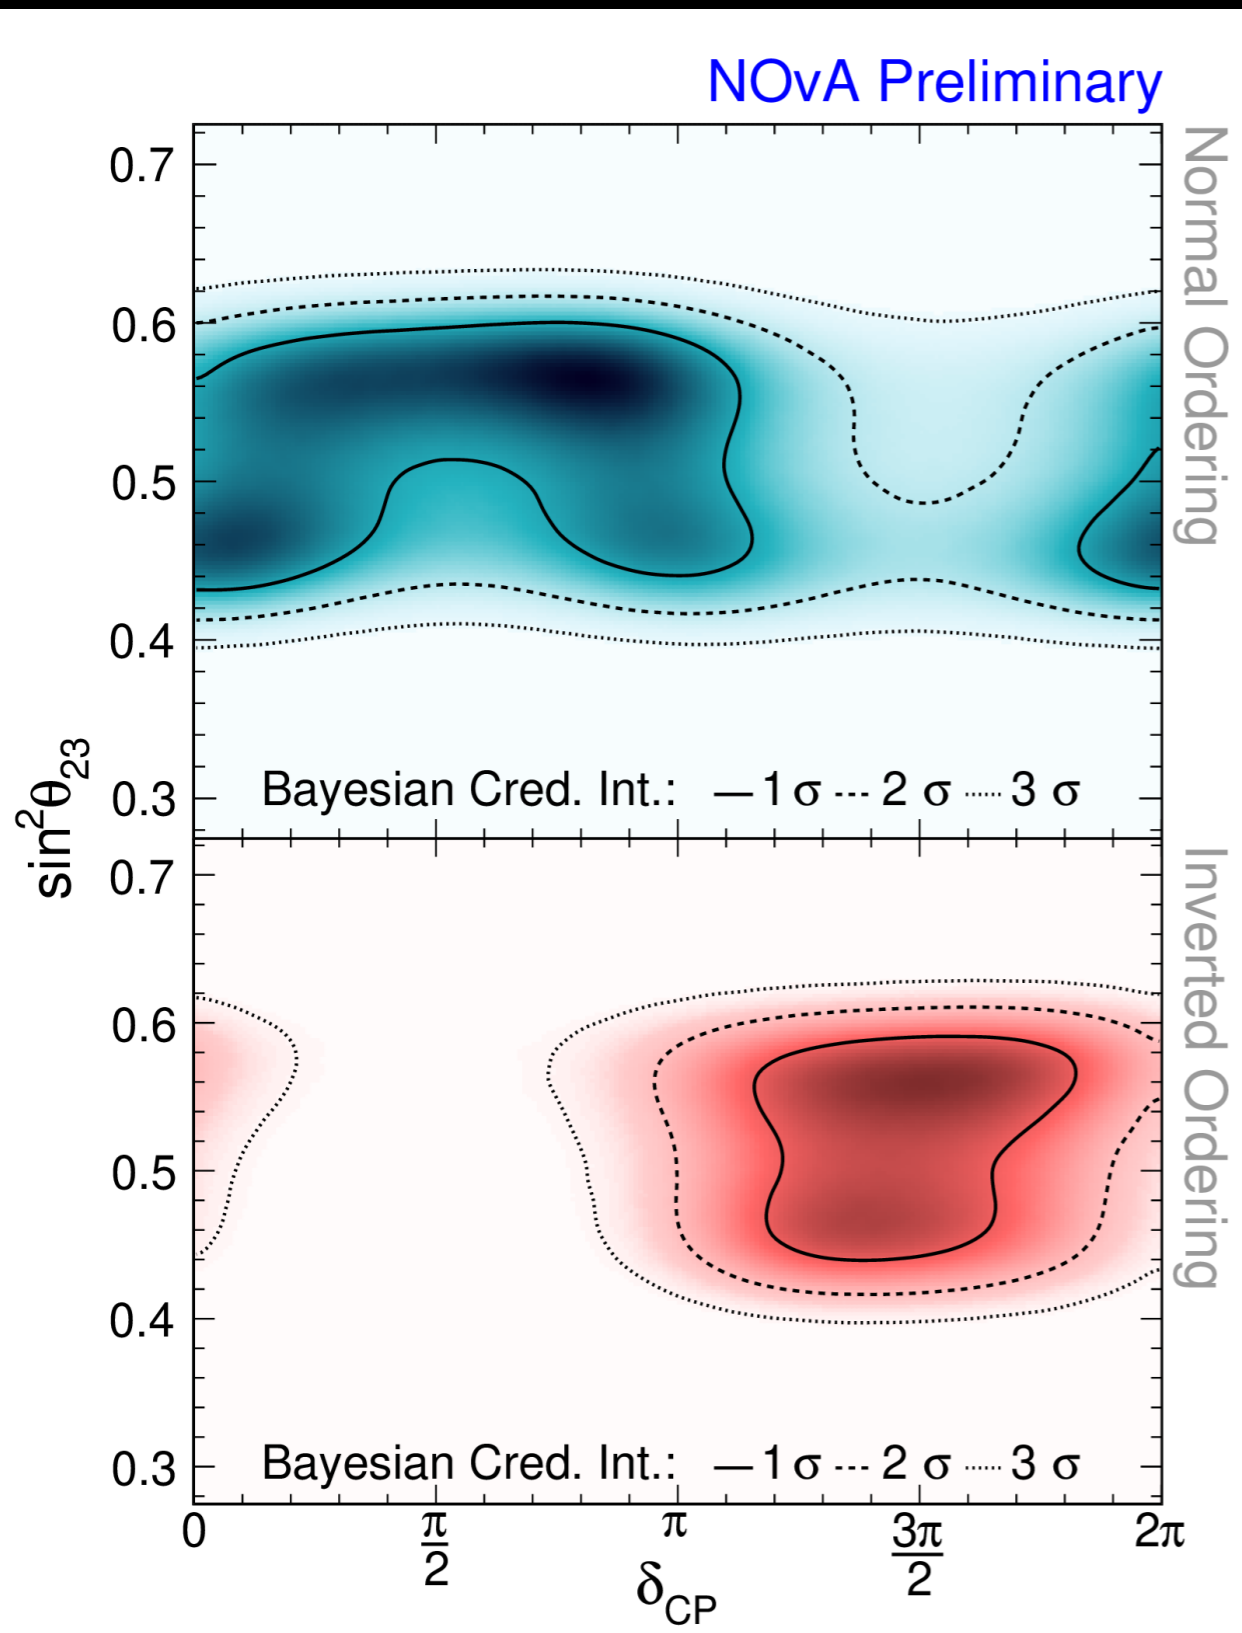 NOvA Preliminary
Normal Ordering
0.7
0.6
0.5
0.4
0.3
Bayesian Cred. Int.: 1 σ 2 σ 3 σ
sin²θ₂₃
Inverted Ordering
0.7
0.6
0.5
0.4
0.3
Bayesian Cred. Int.: 1 σ 2 σ 3 σ
0 π/2 π 3π/2 2π
δCP